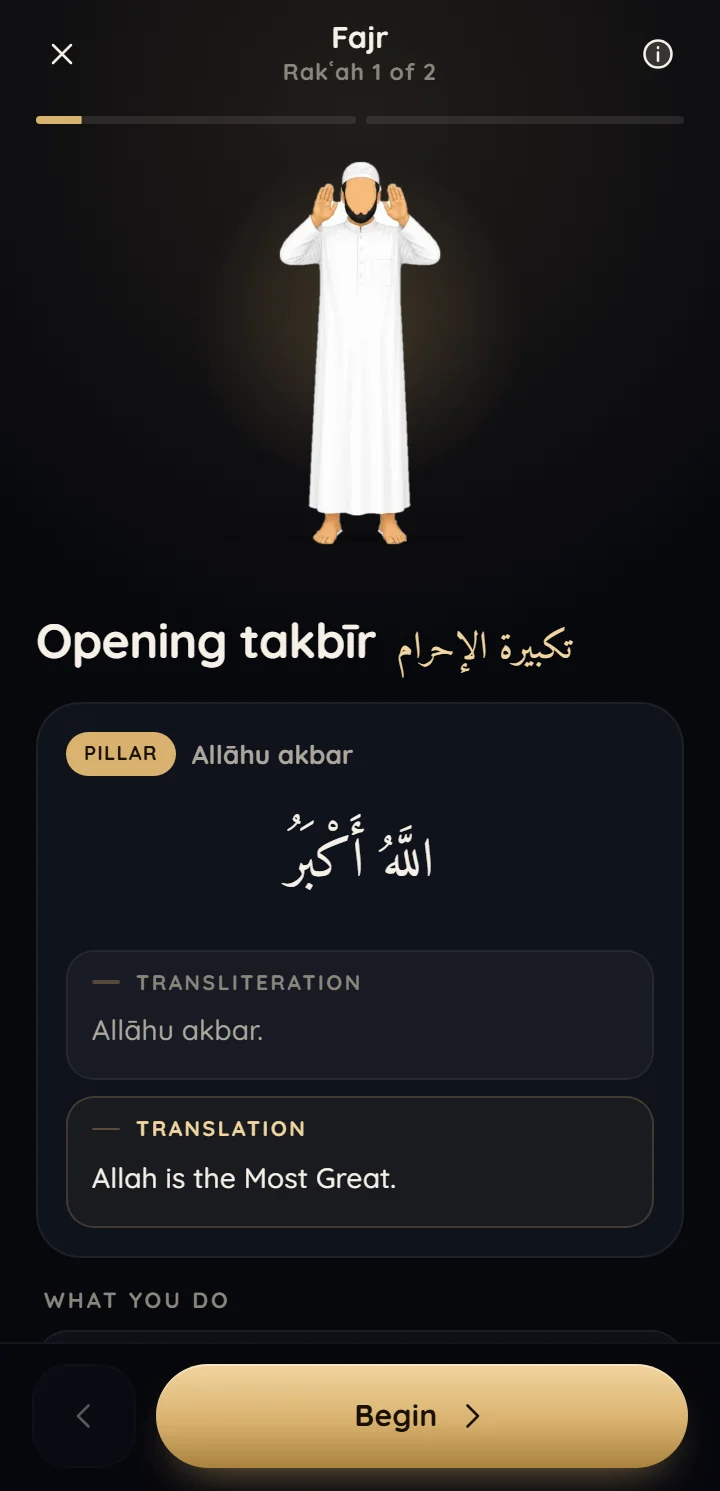 Fajr
Rakʿah 1 of 2
Opening takbīr تكبيرة الإحرام
PILLAR Allāhu akbar
اللَّهُ أَكْبَرُ
TRANSLITERATION
Allāhu akbar.
TRANSLATION
Allah is the Most Great.
WHAT YOU DO
Begin